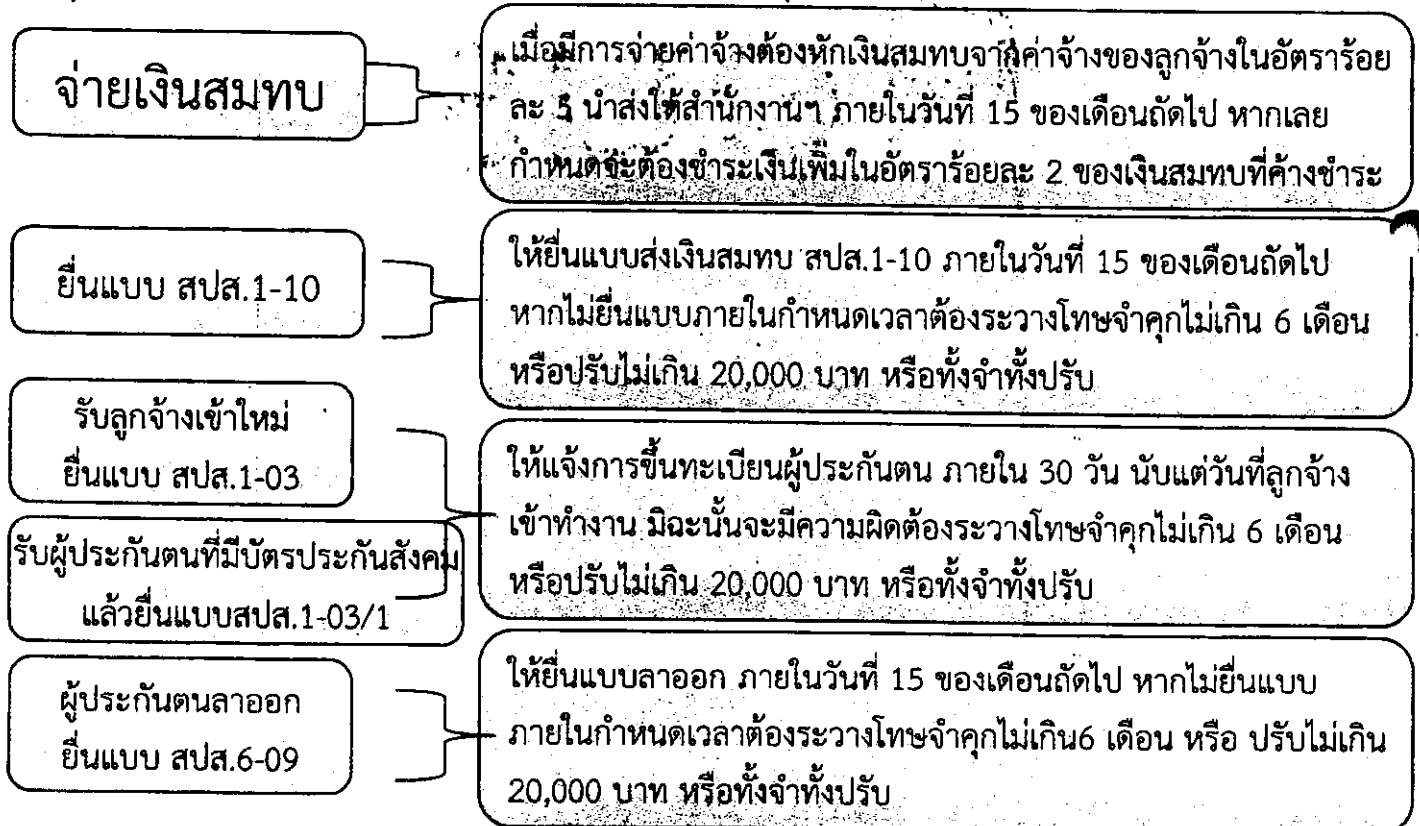 จ่ายเงินสมทบ
เมื่อมีการจ่ายค่าจ้างต้องหักเงินสมทบจากค่าจ้างของลูกจ้างในอัตราร้อย
ละ 5 นำส่งให้สำนักงานฯ ภายในวันที่ 15 ของเดือนถัดไป หากเลย
กำหนดจะต้องชำระเงินเพิ่มในอัตราร้อยละ 2 ของเงินสมทบที่ค้างชำระ
ยื่นแบบ สปส.1-10
ให้ยื่นแบบส่งเงินสมทบ สปส.1-10 ภายในวันที่ 15 ของเดือนถัดไป
หากไม่ยื่นแบบภายในกำหนดเวลาต้องระวางโทษจำคุกไม่เกิน 6 เดือน
หรือปรับไม่เกิน 20,000 บาท หรือทั้งจำทั้งปรับ
รับลูกจ้างเข้าใหม่
ยื่นแบบ สปส.1-03
รับผู้ประกันตนที่มีบัตรประกันสังคม
แล้วยื่นแบบสปส.1-03/1
ให้แจ้งการขึ้นทะเบียนผู้ประกันตน ภายใน 30 วัน นับแต่วันที่ลูกจ้าง
เข้าทำงาน มิฉะนั้นจะมีความผิดต้องระวางโทษจำคุกไม่เกิน 6 เดือน
หรือปรับไม่เกิน 20,000 บาท หรือทั้งจำทั้งปรับ
ผู้ประกันตนลาออก
ยื่นแบบ สปส.6-09
ให้ยื่นแบบลาออก ภายในวันที่ 15 ของเดือนถัดไป หากไม่ยื่นแบบ
ภายในกำหนดเวลาต้องระวางโทษจำคุกไม่เกิน6 เดือน หรือ ปรับไม่เกิน
20,000 บาท หรือทั้งจำทั้งปรับ